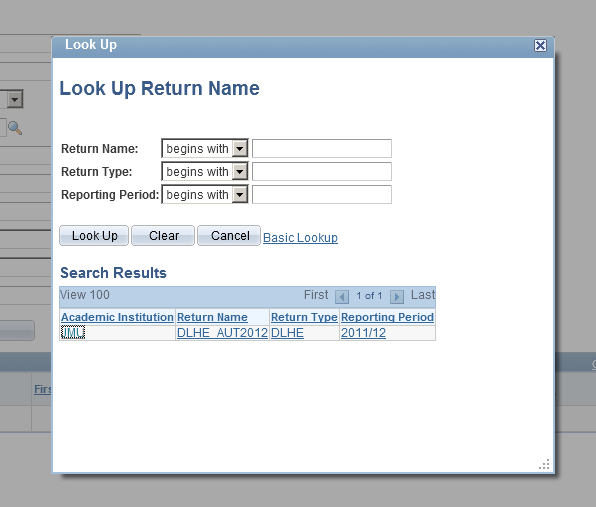 Look Up
Look Up Return Name
Return Name: begins with
Return Type: begins with
Reporting Period: begins with
Look Up Clear Cancel Basic Lookup
Search Results
View 100 First 1 of 1 Last
Academic Institution Return Name Return Type Reporting Period
DLHE_AUT2012 DLHE 2011/12